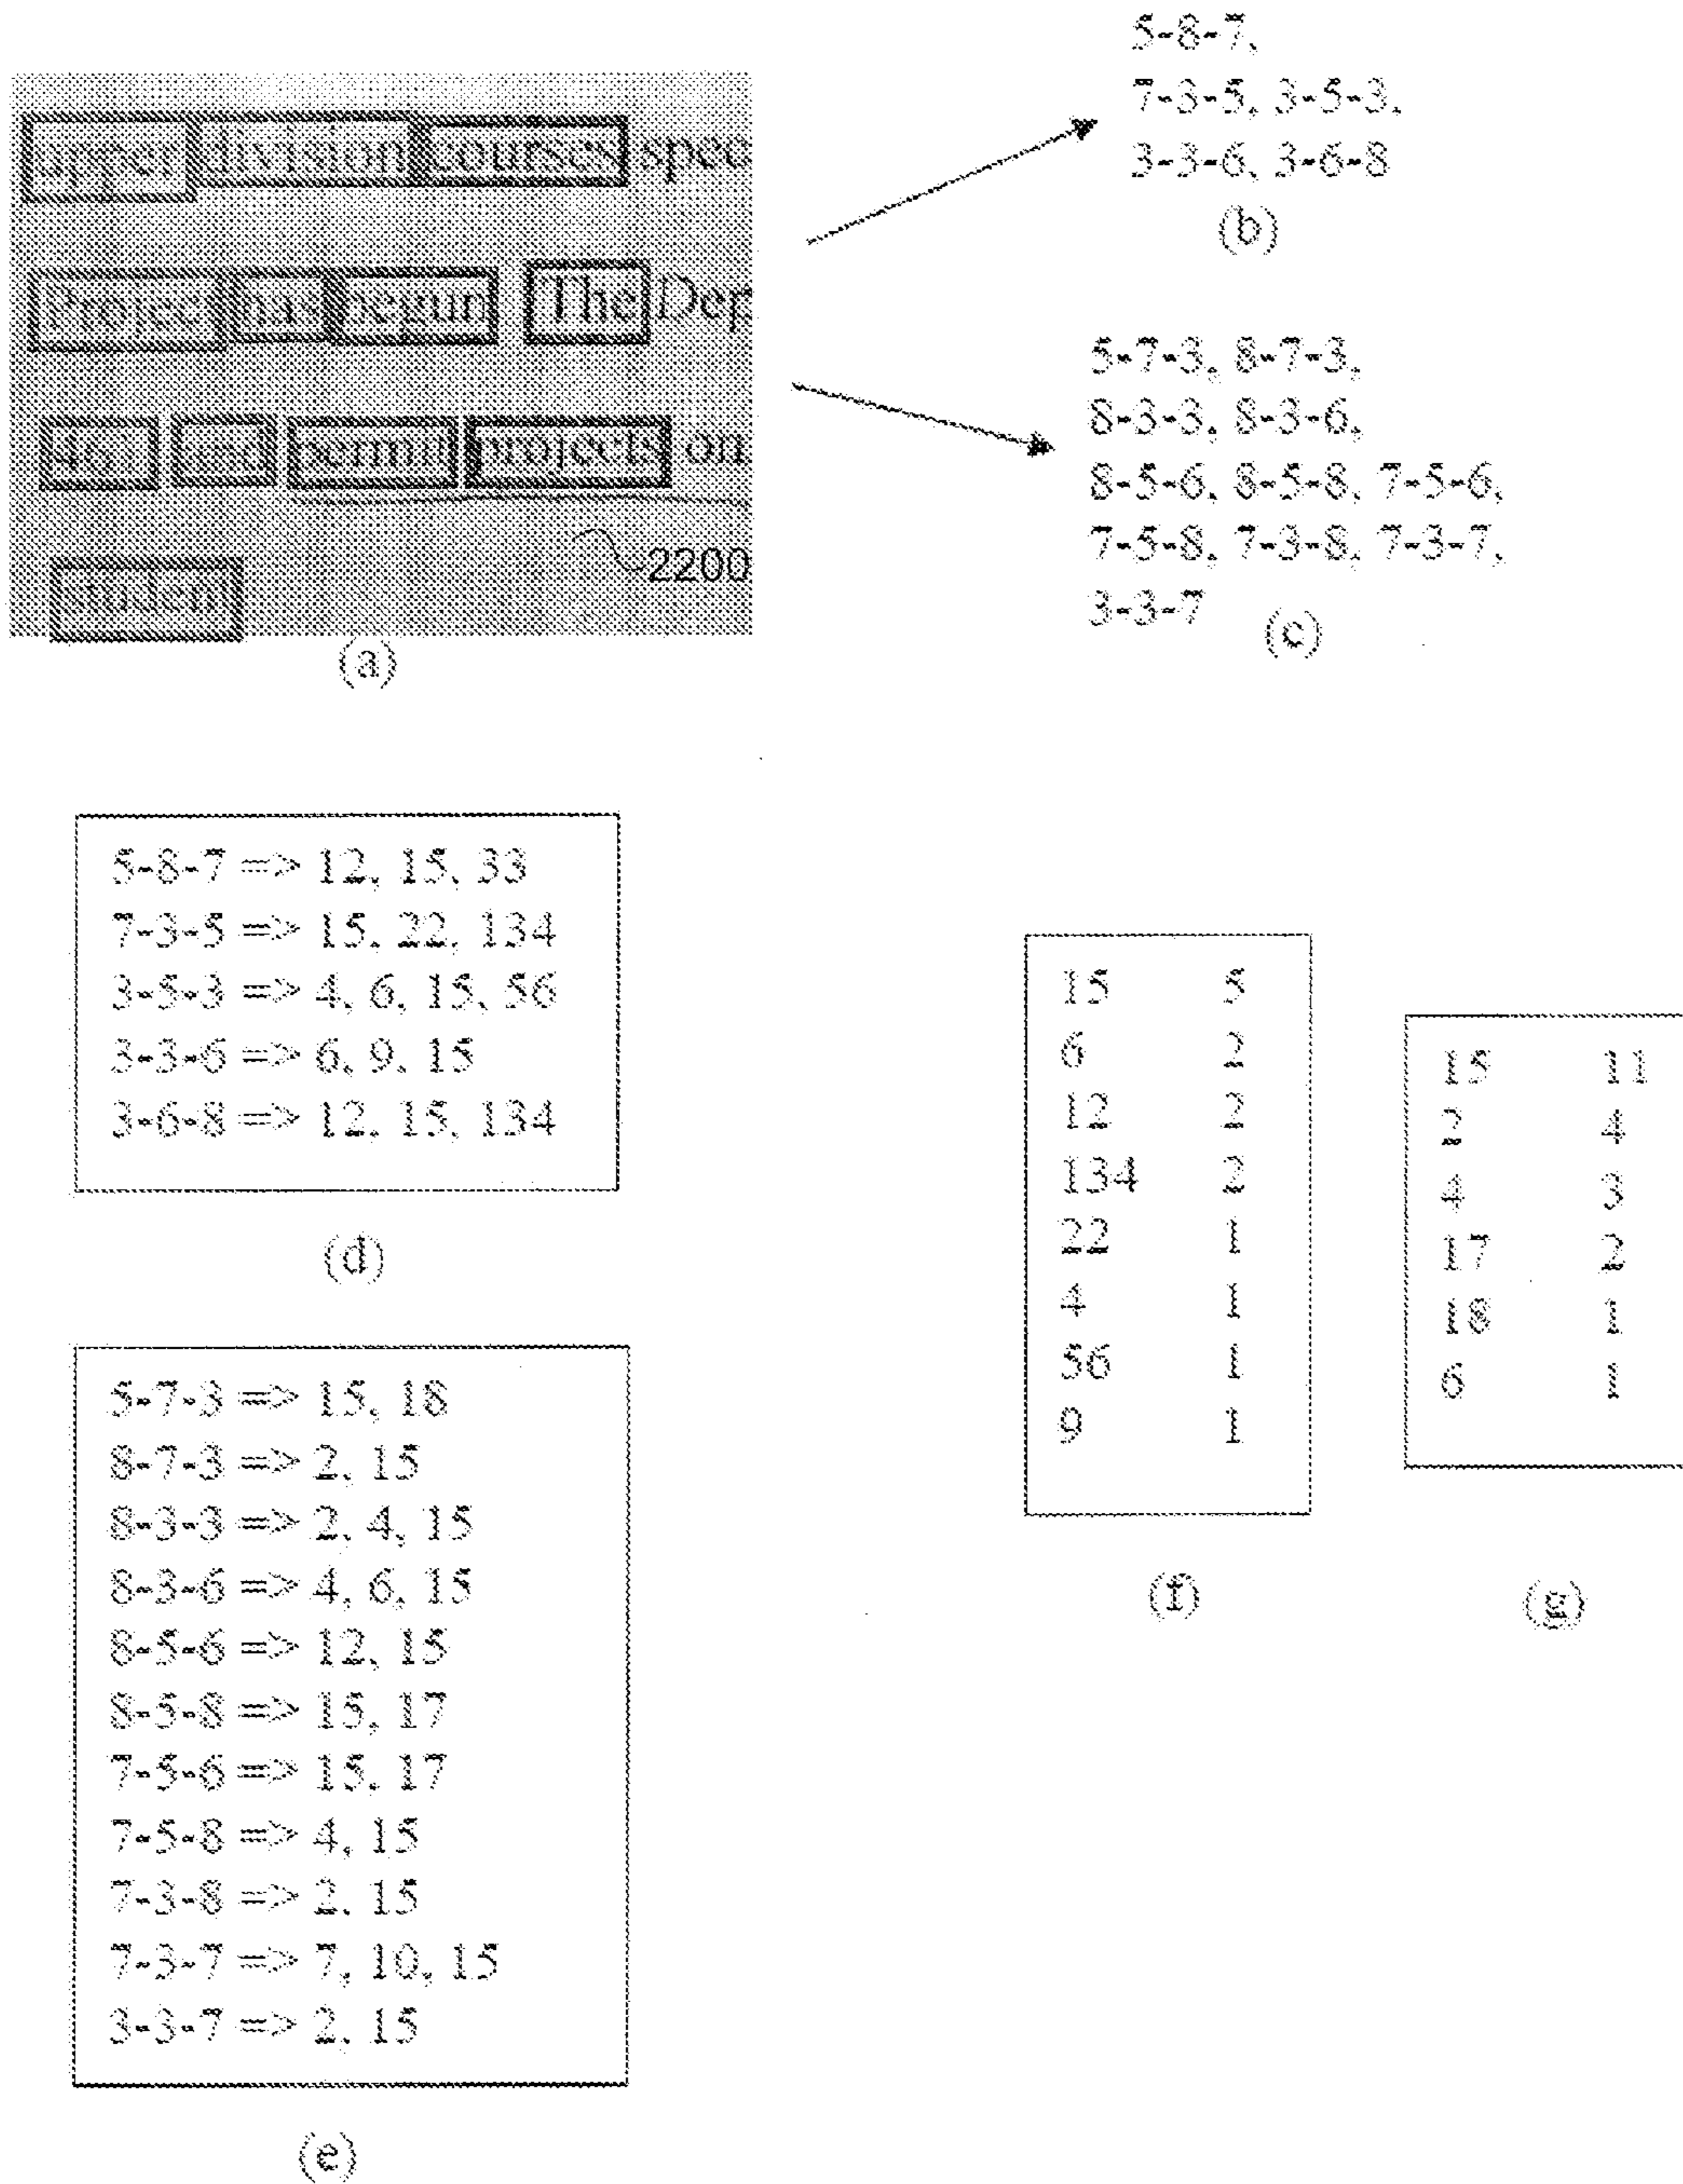 upper division courses spec
Projec has begun The Dep
and permit projects on
studen
2200
(a)
5-8-7,
7-3-5, 3-5-3,
3-3-6, 3-6-8
(b)
5-7-3, 8-7-3,
8-3-3, 8-3-6,
8-5-6, 8-5-8, 7-5-6,
7-5-8, 7-3-8, 7-3-7,
3-3-7
(c)
5-8-7 => 12, 15, 33
7-3-5 => 15, 22, 134
3-5-3 => 4, 6, 15, 56
3-3-6 => 6, 9, 15
3-6-8 => 12, 15, 134
(d)
5-7-3 => 15, 18
8-7-3 => 2, 15
8-3-3 => 2, 4, 15
8-3-6 => 4, 6, 15
8-5-6 => 12, 15
8-5-8 => 15, 17
7-5-6 => 15, 17
7-5-8 => 4, 15
7-3-8 => 2, 15
7-3-7 => 7, 10, 15
3-3-7 => 2, 15
(e)
15 5
6 2
12 2
134 2
22 1
4 1
56 1
9 1
(f)
15 11
2 4
4 3
17 2
18 1
6 1
(g)